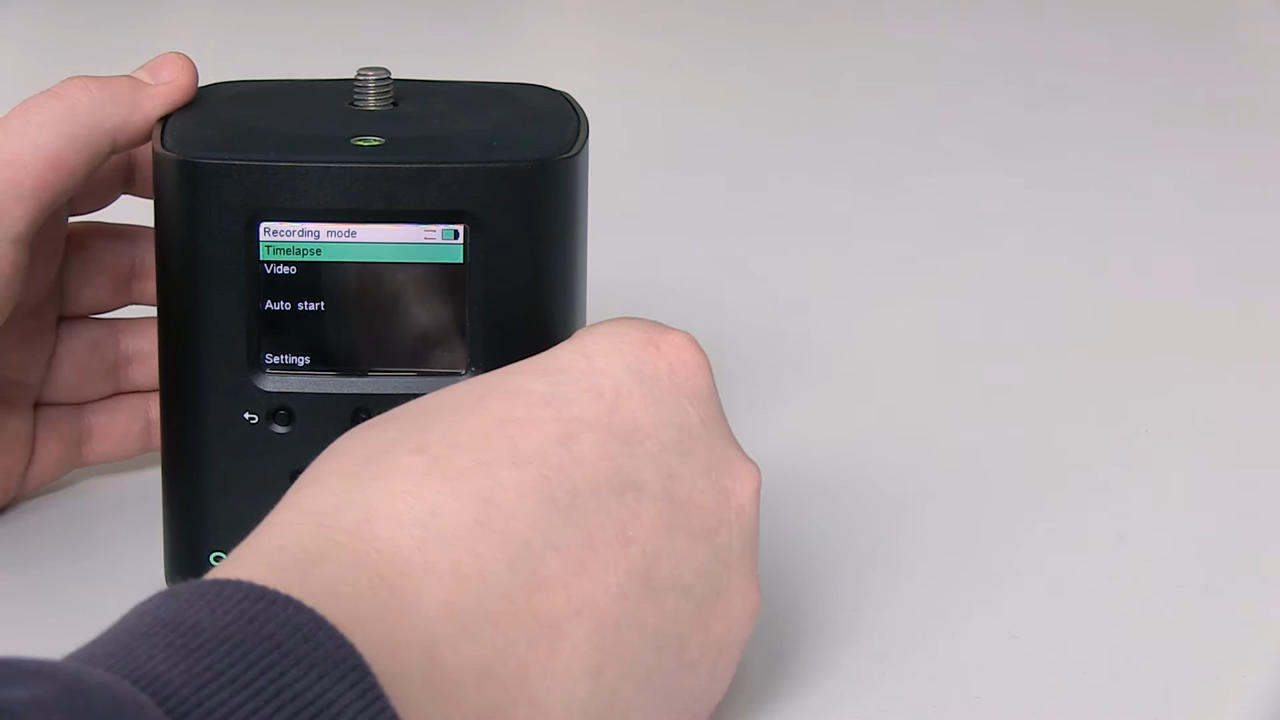 Recording mode
Timelapse
Video
Auto start
Settings